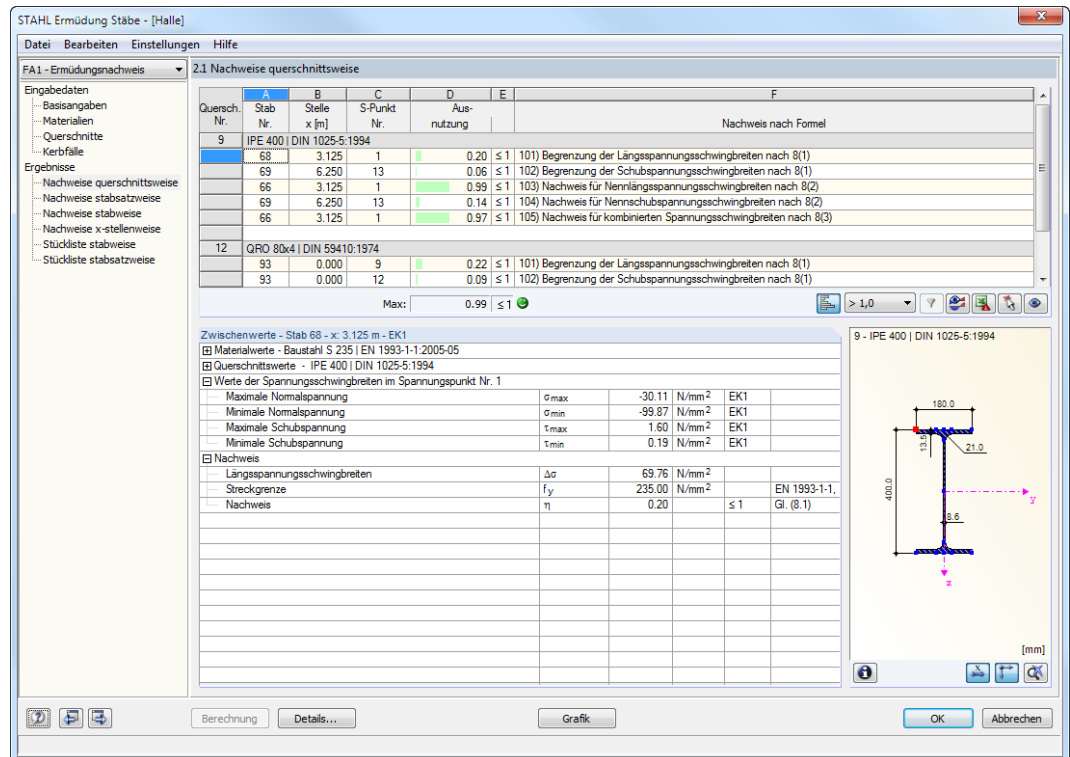 STAHL Ermüdung Stäbe - [Halle]
Datei Bearbeiten Einstellungen Hilfe
FA1 - Ermüdungsnachweis
2.1 Nachweise querschnittsweise
Eingabedaten
Basisangaben
Materialien
Querschnitte
Kerbfälle
Ergebnisse
Nachweise querschnittsweise
Nachweise stabsatzweise
Nachweise stabweise
Nachweise x-stellenweise
Stückliste stabweise
Stückliste stabsatzweise
A B C D E F
Quersch. Stab Stelle S-Punkt Aus-
Nr. Nr. x [m] Nr. nutzung Nachweis nach Formel
9 IPE 400 | DIN 1025-5:1994
68 3.125 1 0.20 ≤ 1 101) Begrenzung der Längsspannungsschwingbreiten nach 8(1)
69 6.250 13 0.06 ≤ 1 102) Begrenzung der Schubspannungsschwingbreiten nach 8(1)
66 3.125 1 0.99 ≤ 1 103) Nachweis für Nennlängsspannungsschwingbreiten nach 8(2)
69 6.250 13 0.14 ≤ 1 104) Nachweis für Nennschubspannungsschwingbreiten nach 8(2)
66 3.125 1 0.97 ≤ 1 105) Nachweis für kombinierten Spannungsschwingbreiten nach 8(3)
12 QRO 80x4 | DIN 59410:1974
93 0.000 9 0.22 ≤ 1 101) Begrenzung der Längsspannungsschwingbreiten nach 8(1)
93 0.000 12 0.09 ≤ 1 102) Begrenzung der Schubspannungsschwingbreiten nach 8(1)
Max: 0.99 ≤ 1
> 1,0
Zwischenwerte - Stab 68 - x: 3.125 m - EK1
Materialwerte - Baustahl S 235 | EN 1993-1-1:2005-05
Querschnittswerte - IPE 400 | DIN 1025-5:1994
Werte der Spannungsschwingbreiten im Spannungspunkt Nr. 1
Maximale Normalspannung σmax -30.11 N/mm² EK1
Minimale Normalspannung σmin -99.87 N/mm² EK1
Maximale Schubspannung τmax 1.60 N/mm² EK1
Minimale Schubspannung τmin 0.19 N/mm² EK1
Nachweis
Längsspannungsschwingbreiten Δσ 69.76 N/mm²
Streckgrenze fy 235.00 N/mm² EN 1993-1-1,
Nachweis η 0.20 ≤ 1 Gl. (8.1)
9 - IPE 400 | DIN 1025-5:1994
180.0
13.5
21.0
400.0
8.6
y
z
[mm]
Berechnung Details... Grafik OK Abbrechen